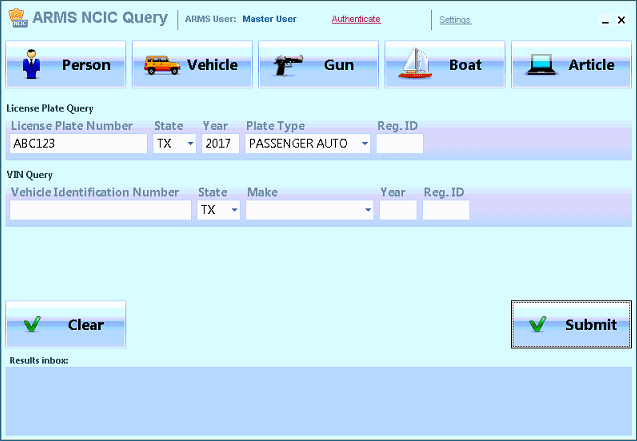 NCIC ARMS NCIC Query ARMS User: Master User Authenticate Settings
Person Vehicle Gun Boat Article
License Plate Query
License Plate Number State Year Plate Type Reg. ID
ABC123 TX 2017 PASSENGER AUTO
VIN Query
Vehicle Identification Number State Make Year Reg. ID
TX
Clear Submit
Results inbox: